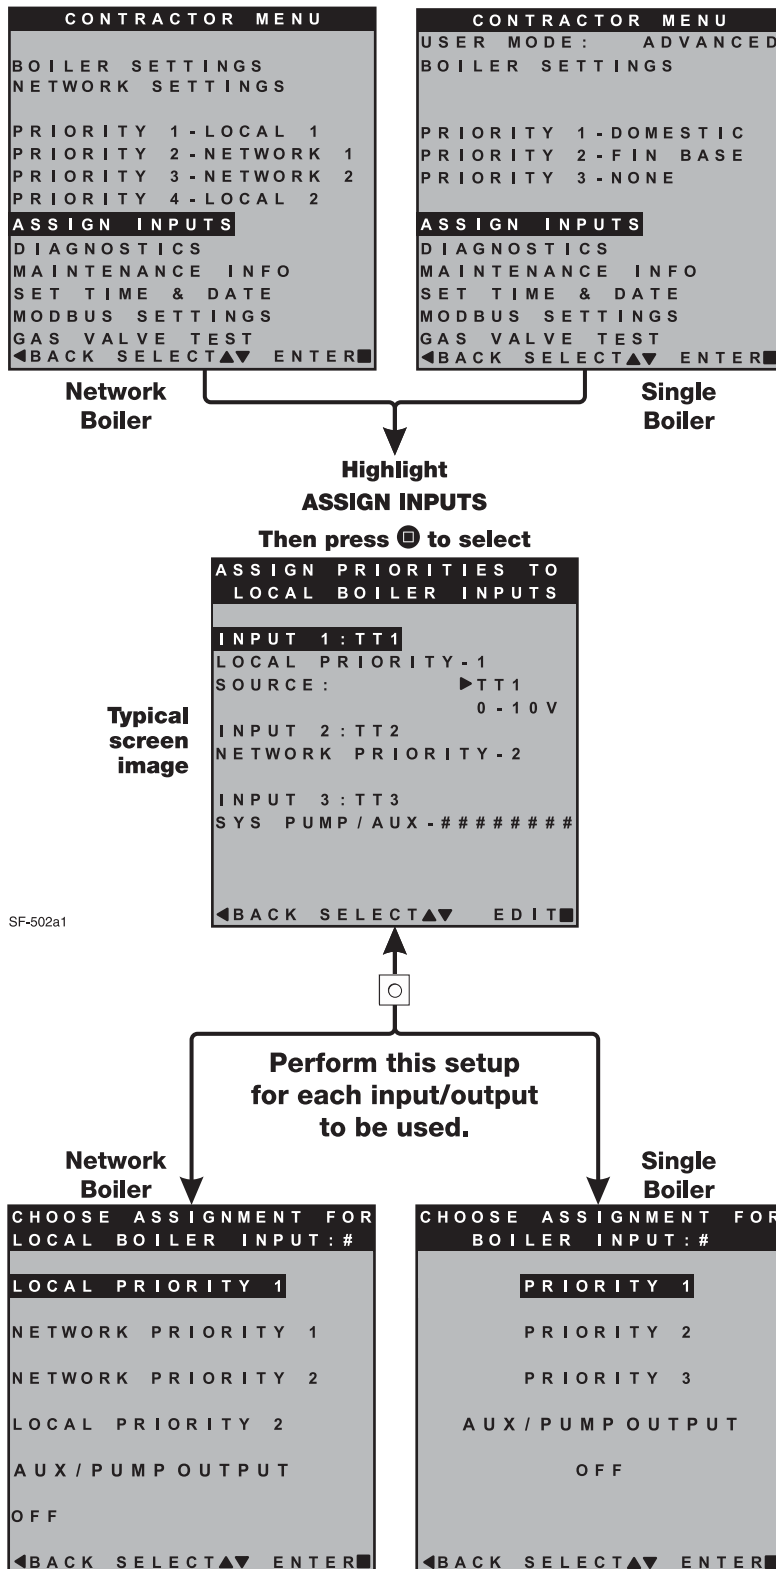 CONTRACTOR MENU
BOILER SETTINGS
NETWORK SETTINGS
PRIORITY 1-LOCAL 1
PRIORITY 2-NETWORK 1
PRIORITY 3-NETWORK 2
PRIORITY 4-LOCAL 2
ASSIGN INPUTS
DIAGNOSTICS
MAINTENANCE INFO
SET TIME & DATE
MODBUS SETTINGS
GAS VALVE TEST
◀BACK SELECT▲▼ ENTER■
Network
Boiler
CONTRACTOR MENU
USER MODE: ADVANCED
BOILER SETTINGS
PRIORITY 1-DOMESTIC
PRIORITY 2-FIN BASE
PRIORITY 3-NONE
ASSIGN INPUTS
DIAGNOSTICS
MAINTENANCE INFO
SET TIME & DATE
MODBUS SETTINGS
GAS VALVE TEST
◀BACK SELECT▲▼ ENTER■
Single
Boiler
Highlight
ASSIGN INPUTS
Then press to select
ASSIGN PRIORITIES TO
LOCAL BOILER INPUTS
INPUT 1:TT1
LOCAL PRIORITY-1
SOURCE: ▶TT1
0-10V
INPUT 2:TT2
NETWORK PRIORITY-2
INPUT 3:TT3
SYS PUMP/AUX-########
◀BACK SELECT▲▼ EDIT■
Typical
screen
image
SF-502a1
Perform this setup
for each input/output
to be used.
Network
Boiler
CHOOSE ASSIGNMENT FOR
LOCAL BOILER INPUT:#
LOCAL PRIORITY 1
NETWORK PRIORITY 1
NETWORK PRIORITY 2
LOCAL PRIORITY 2
AUX/PUMP OUTPUT
OFF
◀BACK SELECT▲▼ ENTER■
Single
Boiler
CHOOSE ASSIGNMENT FOR
BOILER INPUT:#
PRIORITY 1
PRIORITY 2
PRIORITY 3
AUX/PUMP OUTPUT
OFF
◀BACK SELECT▲▼ ENTER■